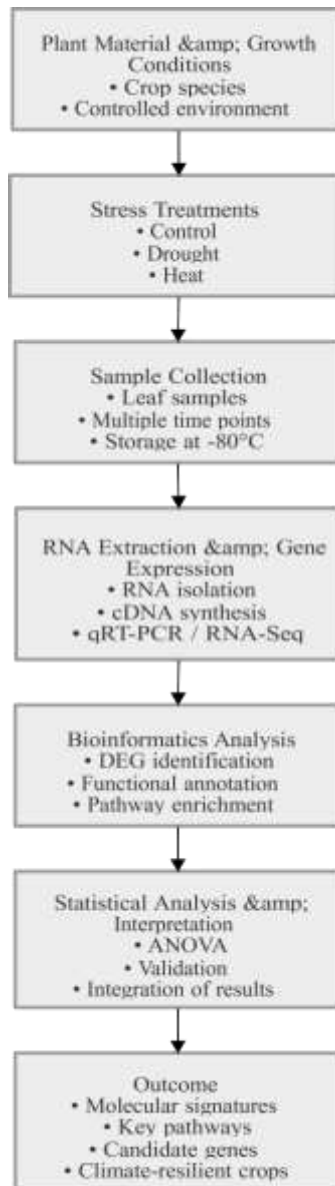 Plant Material &amp; Growth
Conditions
• Crop species
• Controlled environment
Stress Treatments
• Control
• Drought
• Heat
Sample Collection
• Leaf samples
• Multiple time points
• Storage at -80°C
RNA Extraction &amp; Gene
Expression
• RNA isolation
• cDNA synthesis
• qRT-PCR / RNA-Seq
Bioinformatics Analysis
• DEG identification
• Functional annotation
• Pathway enrichment
Statistical Analysis &amp;
Interpretation
• ANOVA
• Validation
• Integration of results
Outcome
• Molecular signatures
• Key pathways
• Candidate genes
• Climate-resilient crops